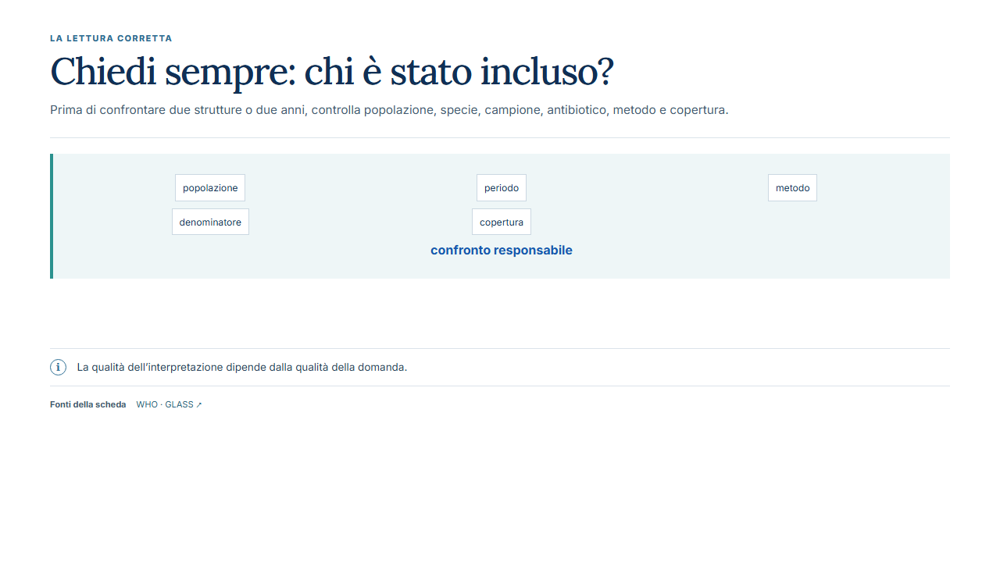 LA LETTURA CORRETTA
Chiedi sempre: chi è stato incluso?
Prima di confrontare due strutture o due anni, controlla popolazione, specie, campione, antibiotico, metodo e copertura.
popolazione periodo metodo
denominatore copertura
confronto responsabile
i La qualità dell’interpretazione dipende dalla qualità della domanda.
Fonti della scheda WHO · GLASS ↗